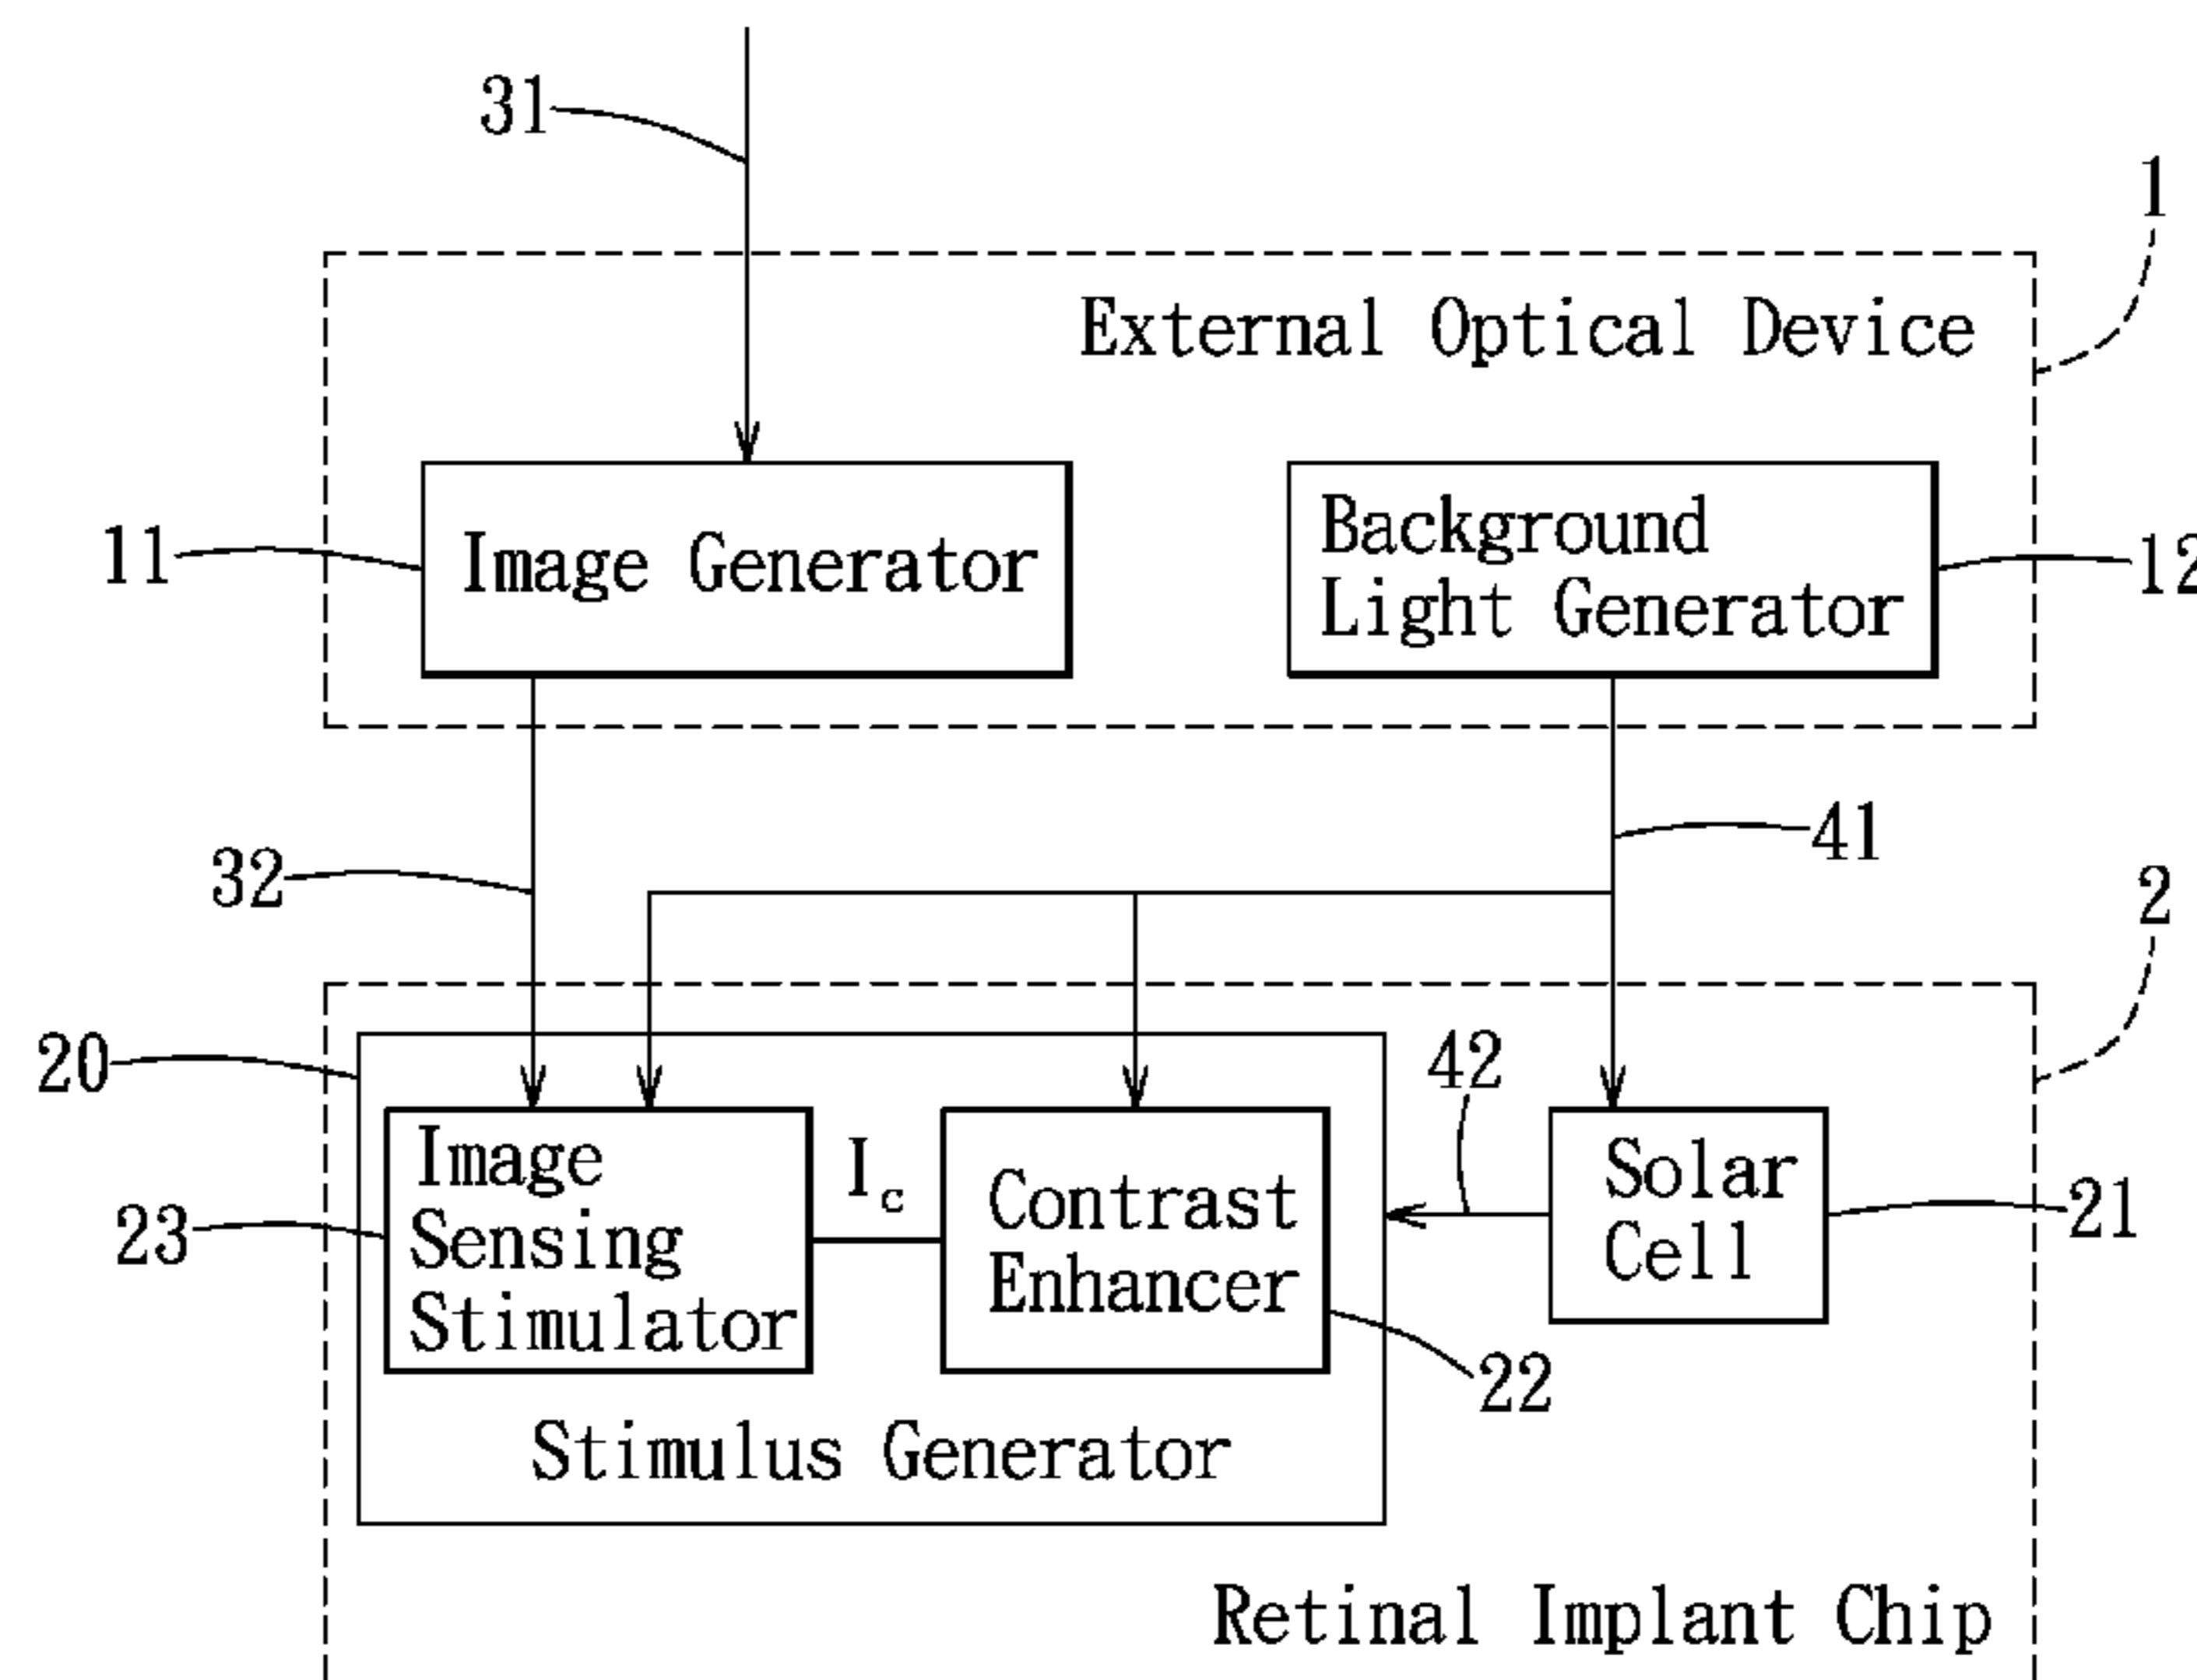 31
1
External Optical Device
11
Image Generator
Background
Light Generator
12
32
41
2
20
42
Image
Sensing
Stimulator
I_c
Contrast
Enhancer
Solar
Cell
23
21
22
Stimulus Generator
Retinal Implant Chip